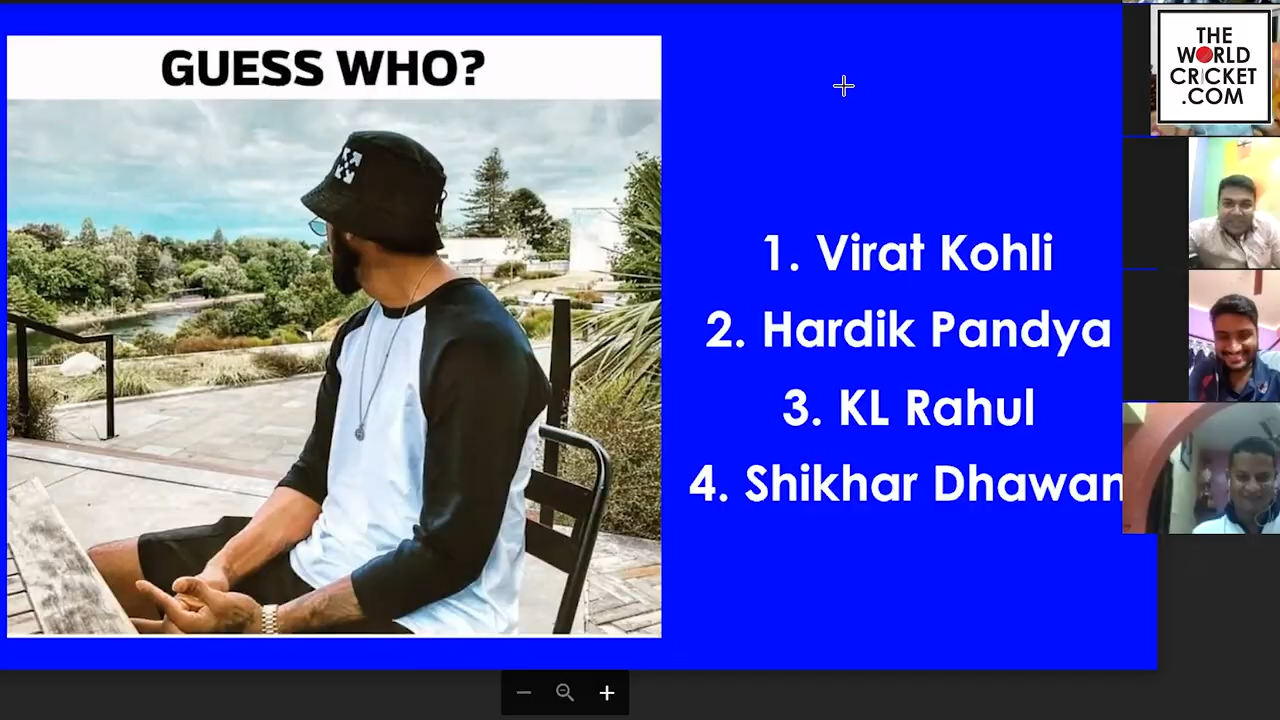 GUESS WHO?
1. Virat Kohli
2. Hardik Pandya
3. KL Rahul
4. Shikhar Dhawan
THE
WORLD
CRICKET
.COM